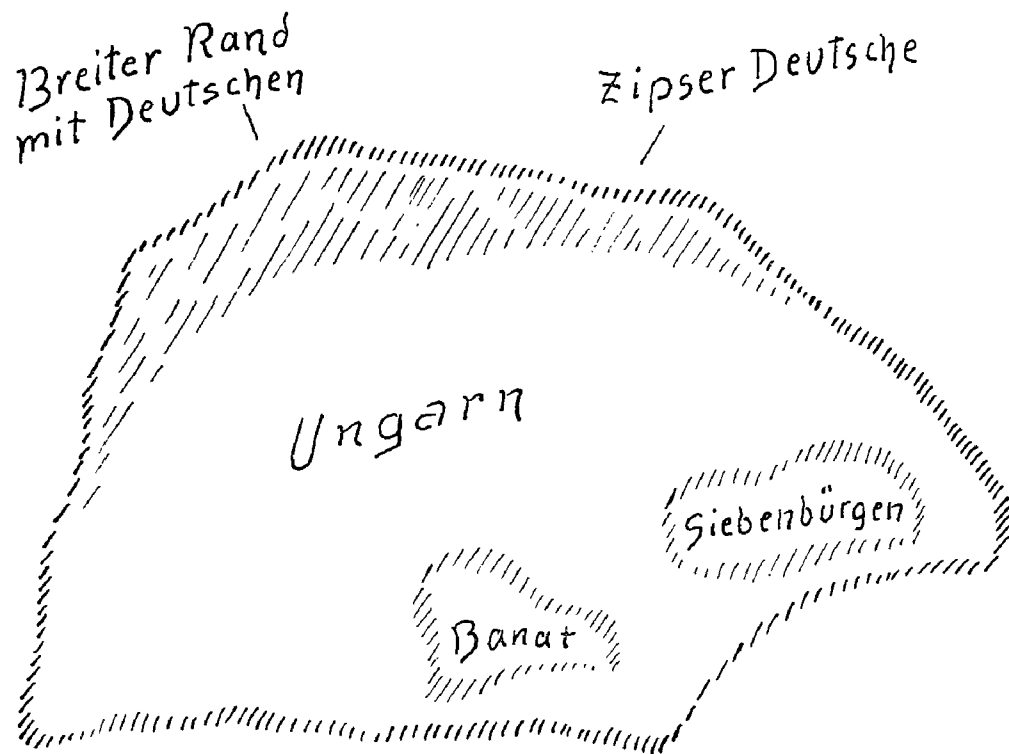 Breiter Rand
mit Deutschen
Zipser Deutsche
Ungarn
Siebenbürgen
Banat